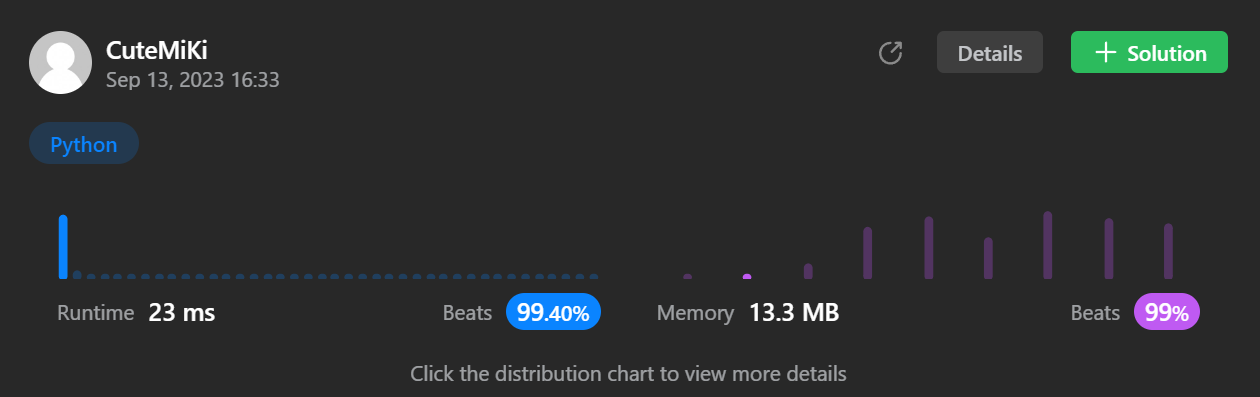 CuteMiKi
Sep 13, 2023 16:33
Details
+ Solution
Python
Runtime 23 ms Beats 99.40%
Memory 13.3 MB Beats 99%
Click the distribution chart to view more details